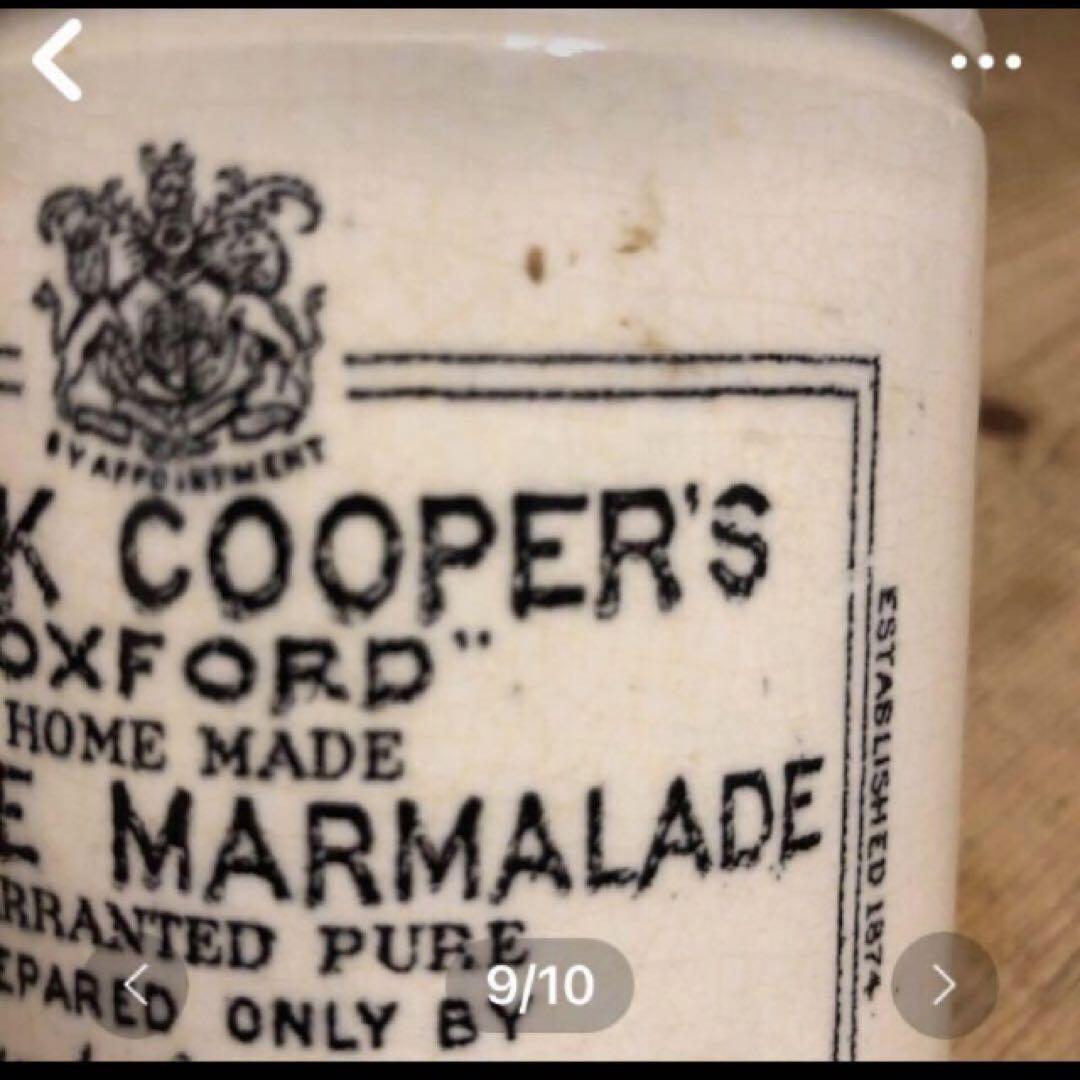 BY APPOINTMENT
K COOPER'S
OXFORD"
HOME MADE
E MARMALADE
RRANTED PURE
EPARED ONLY BY
ESTABLISHED 1874
9/10